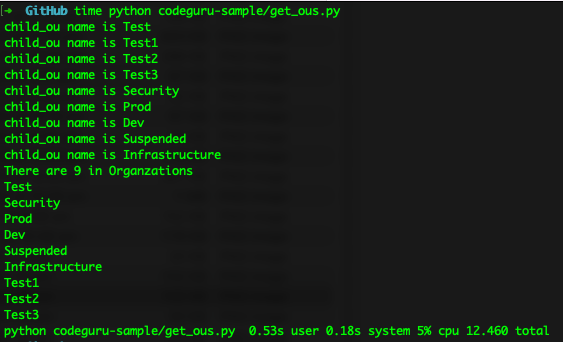 [➜ GitHub time python codeguru-sample/get_ous.py
child_ou name is Test
child_ou name is Test1
child_ou name is Test2
child_ou name is Test3
child_ou name is Security
child_ou name is Prod
child_ou name is Dev
child_ou name is Suspended
child_ou name is Infrastructure
There are 9 in Organzations
Test
Security
Prod
Dev
Suspended
Infrastructure
Test1
Test2
Test3
python codeguru-sample/get_ous.py 0.53s user 0.18s system 5% cpu 12.460 total